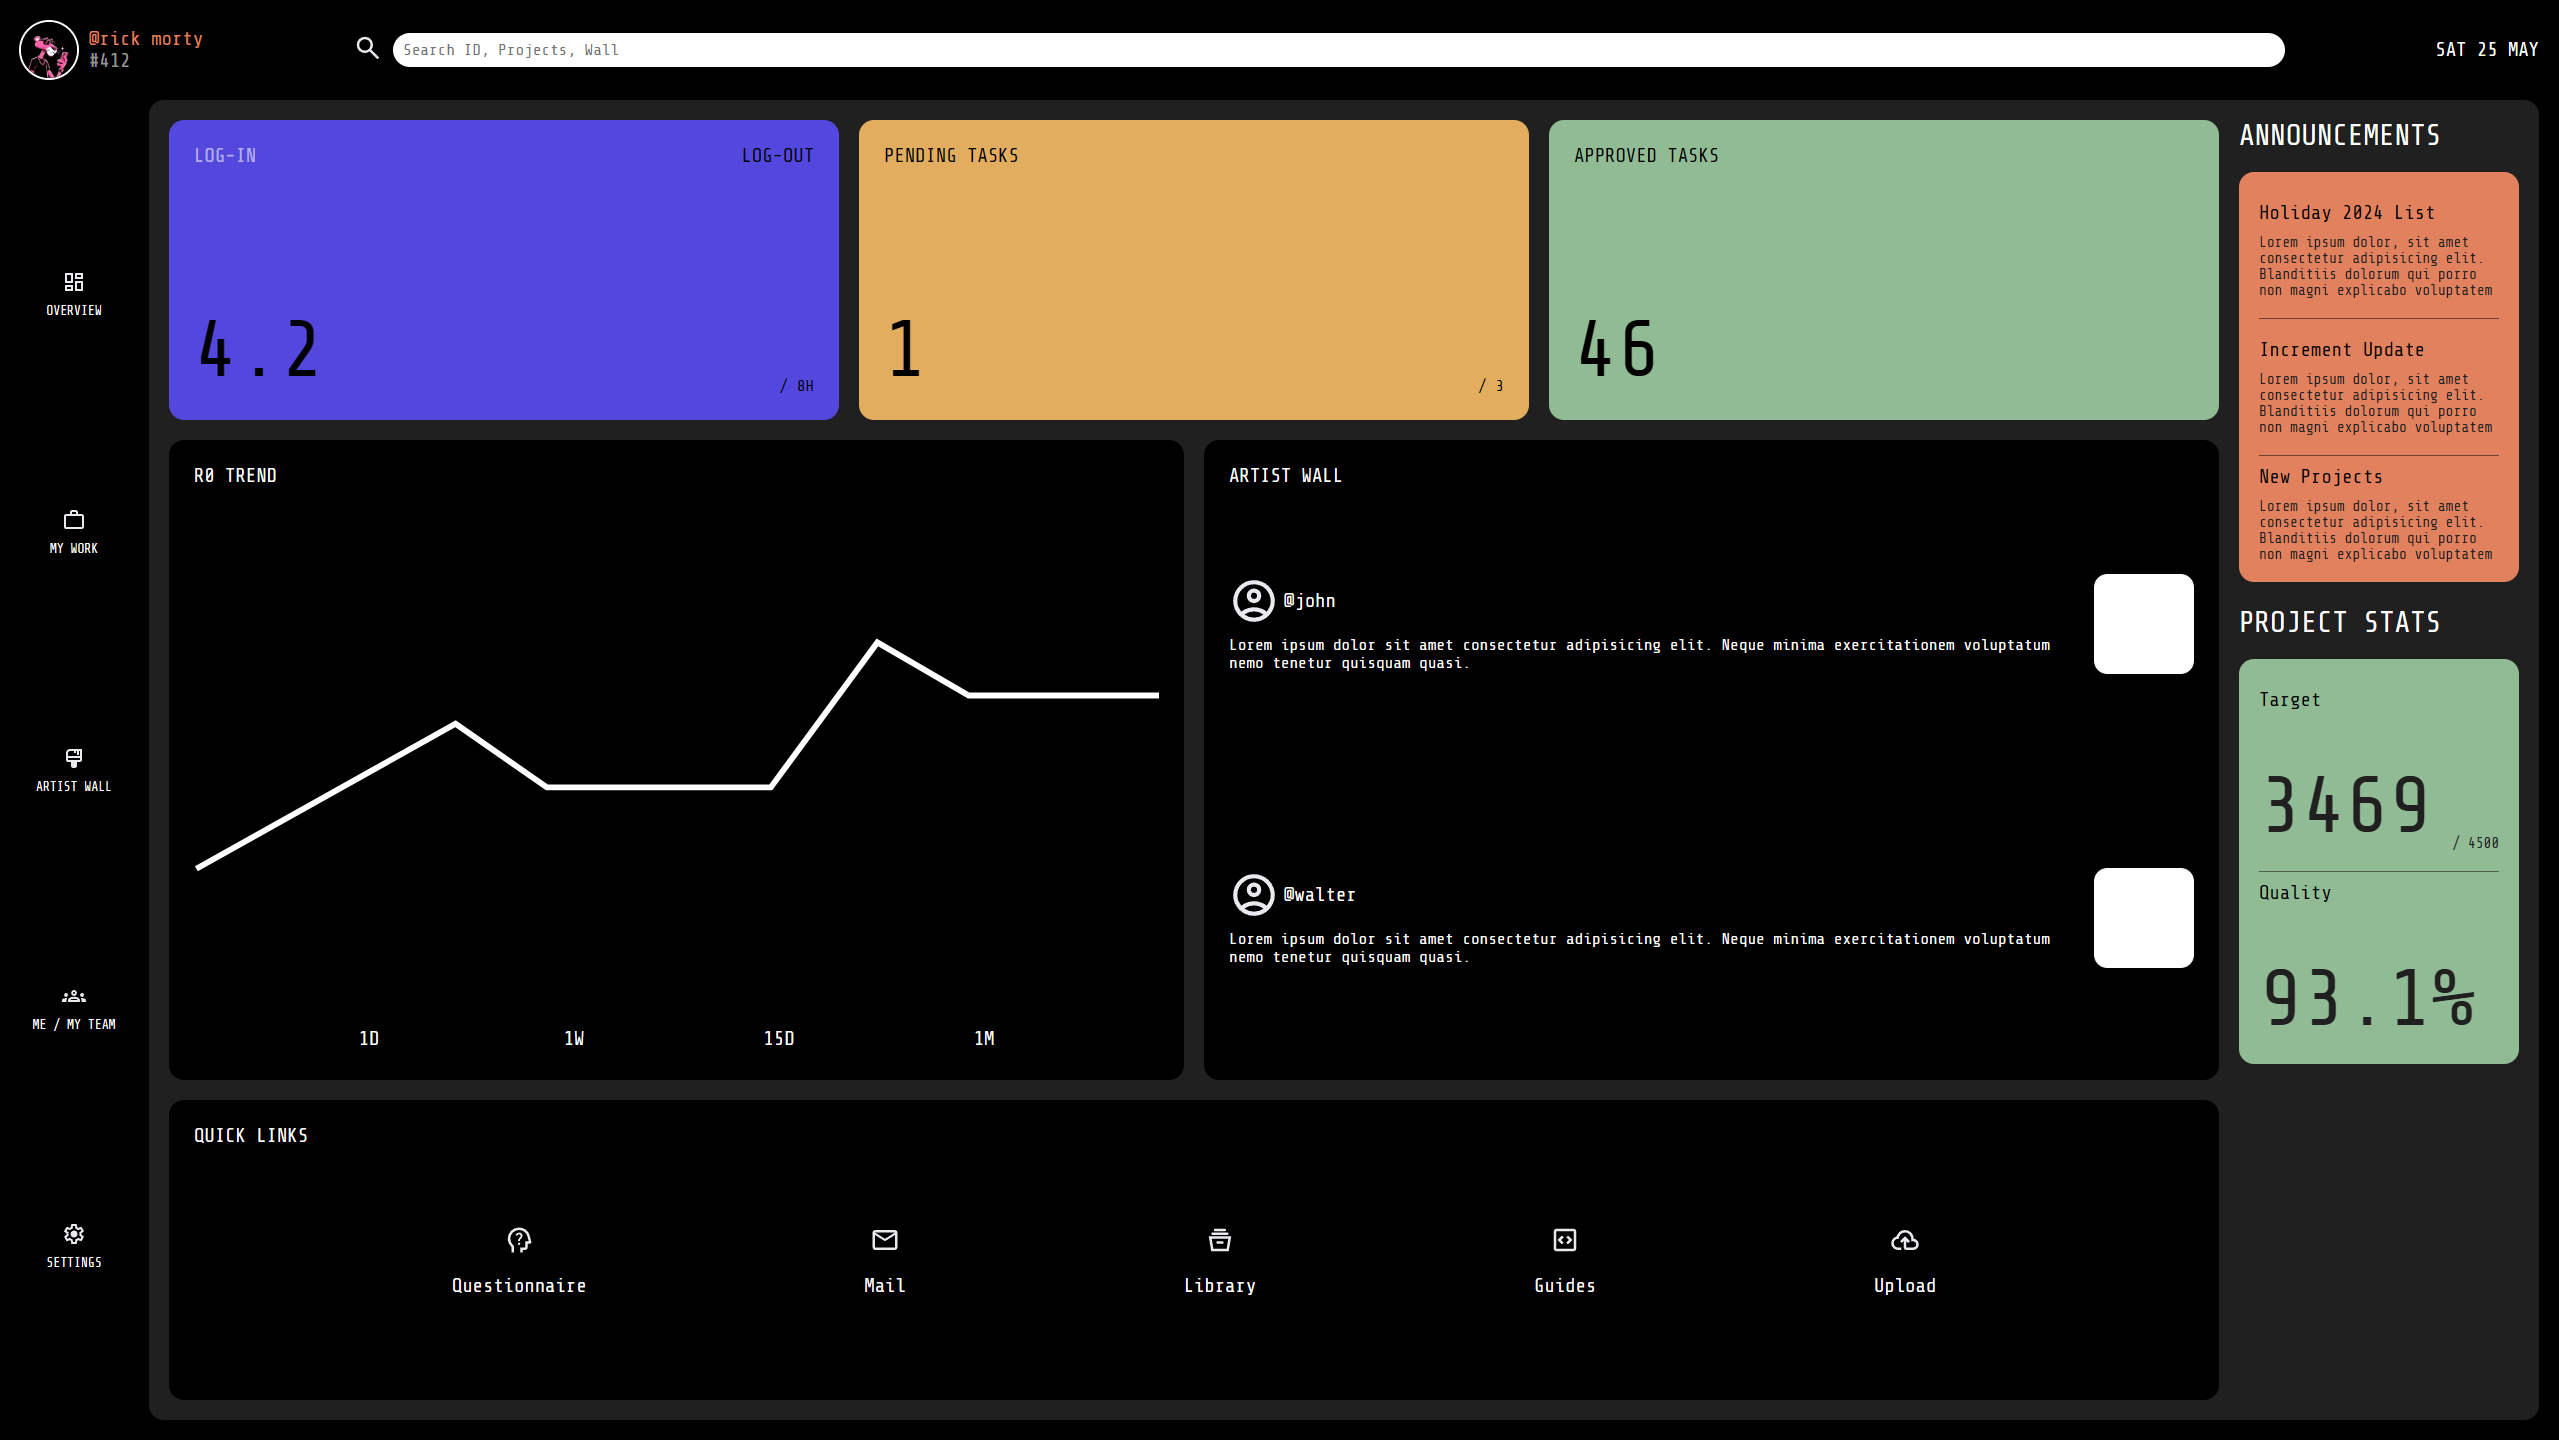 @rick morty
#412
Search ID, Projects, Wall
SAT 25 MAY
OVERVIEW
MY WORK
ARTIST WALL
ME / MY TEAM
SETTINGS
LOG-IN
LOG-OUT
4.2
/ 8H
PENDING TASKS
1
/ 3
APPROVED TASKS
46
R0 TREND
1D
1W
15D
1M
ARTIST WALL
@john
Lorem ipsum dolor sit amet consectetur adipisicing elit. Neque minima exercitationem voluptatum
nemo tenetur quisquam quasi.
@walter
Lorem ipsum dolor sit amet consectetur adipisicing elit. Neque minima exercitationem voluptatum
nemo tenetur quisquam quasi.
QUICK LINKS
Questionnaire
Mail
Library
Guides
Upload
ANNOUNCEMENTS
Holiday 2024 List
Lorem ipsum dolor, sit amet
consectetur adipisicing elit.
Blanditiis dolorum qui porro
non magni explicabo voluptatem
Increment Update
Lorem ipsum dolor, sit amet
consectetur adipisicing elit.
Blanditiis dolorum qui porro
non magni explicabo voluptatem
New Projects
Lorem ipsum dolor, sit amet
consectetur adipisicing elit.
Blanditiis dolorum qui porro
non magni explicabo voluptatem
PROJECT STATS
Target
3469
/ 4500
Quality
93.1%